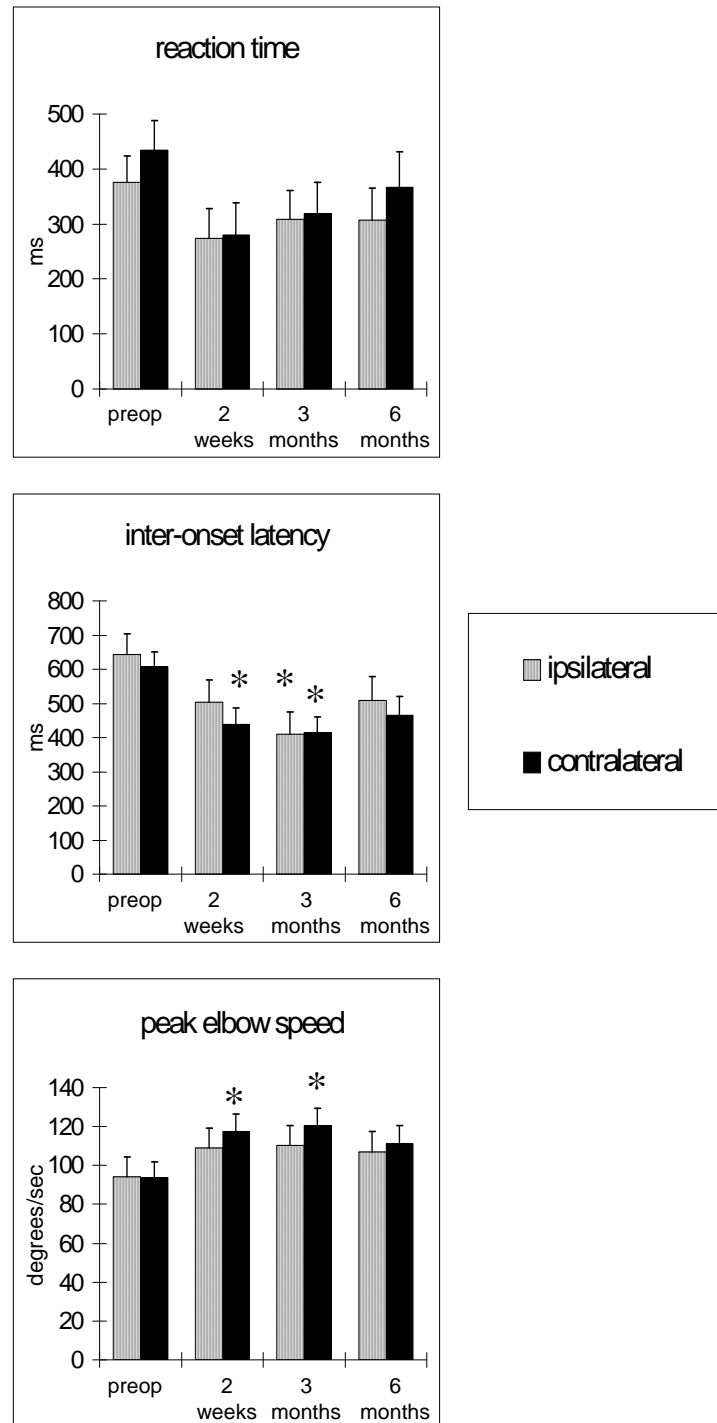 reaction time
500
400
300
200
100
0
ms
preop
2 weeks
3 months
6 months
inter-onset latency
800
700
600
500
400
300
200
100
0
ms
*
*
*
preop
2 weeks
3 months
6 months
ipsilateral
contralateral
peak elbow speed
140
120
100
80
60
40
20
0
degrees/sec
*
*
preop
2 weeks
3 months
6 months